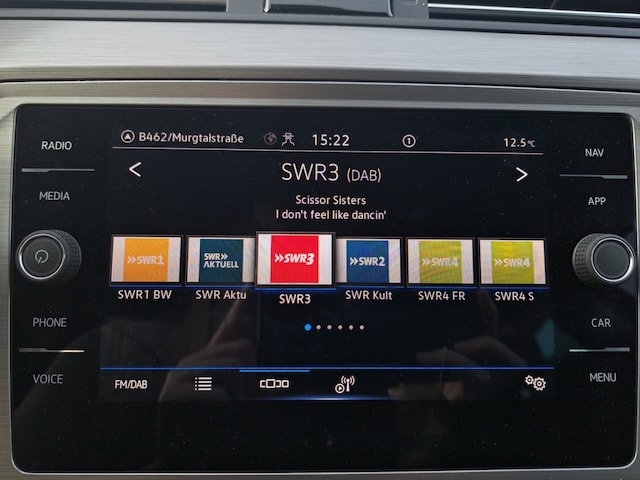 RADIO
MEDIA
PHONE
VOICE
B462/Murgtalstraße 15:22 1 12.5°C
< SWR3 (DAB) >
Scissor Sisters
I don't feel like dancin'
»SWR1 SWR» AKTUELL »SWR3 »SWR2 »SWR4 »SWR4
SWR1 BW SWR Aktu SWR3 SWR Kult SWR4 FR SWR4 S
FM/DAB
NAV
APP
CAR
MENU